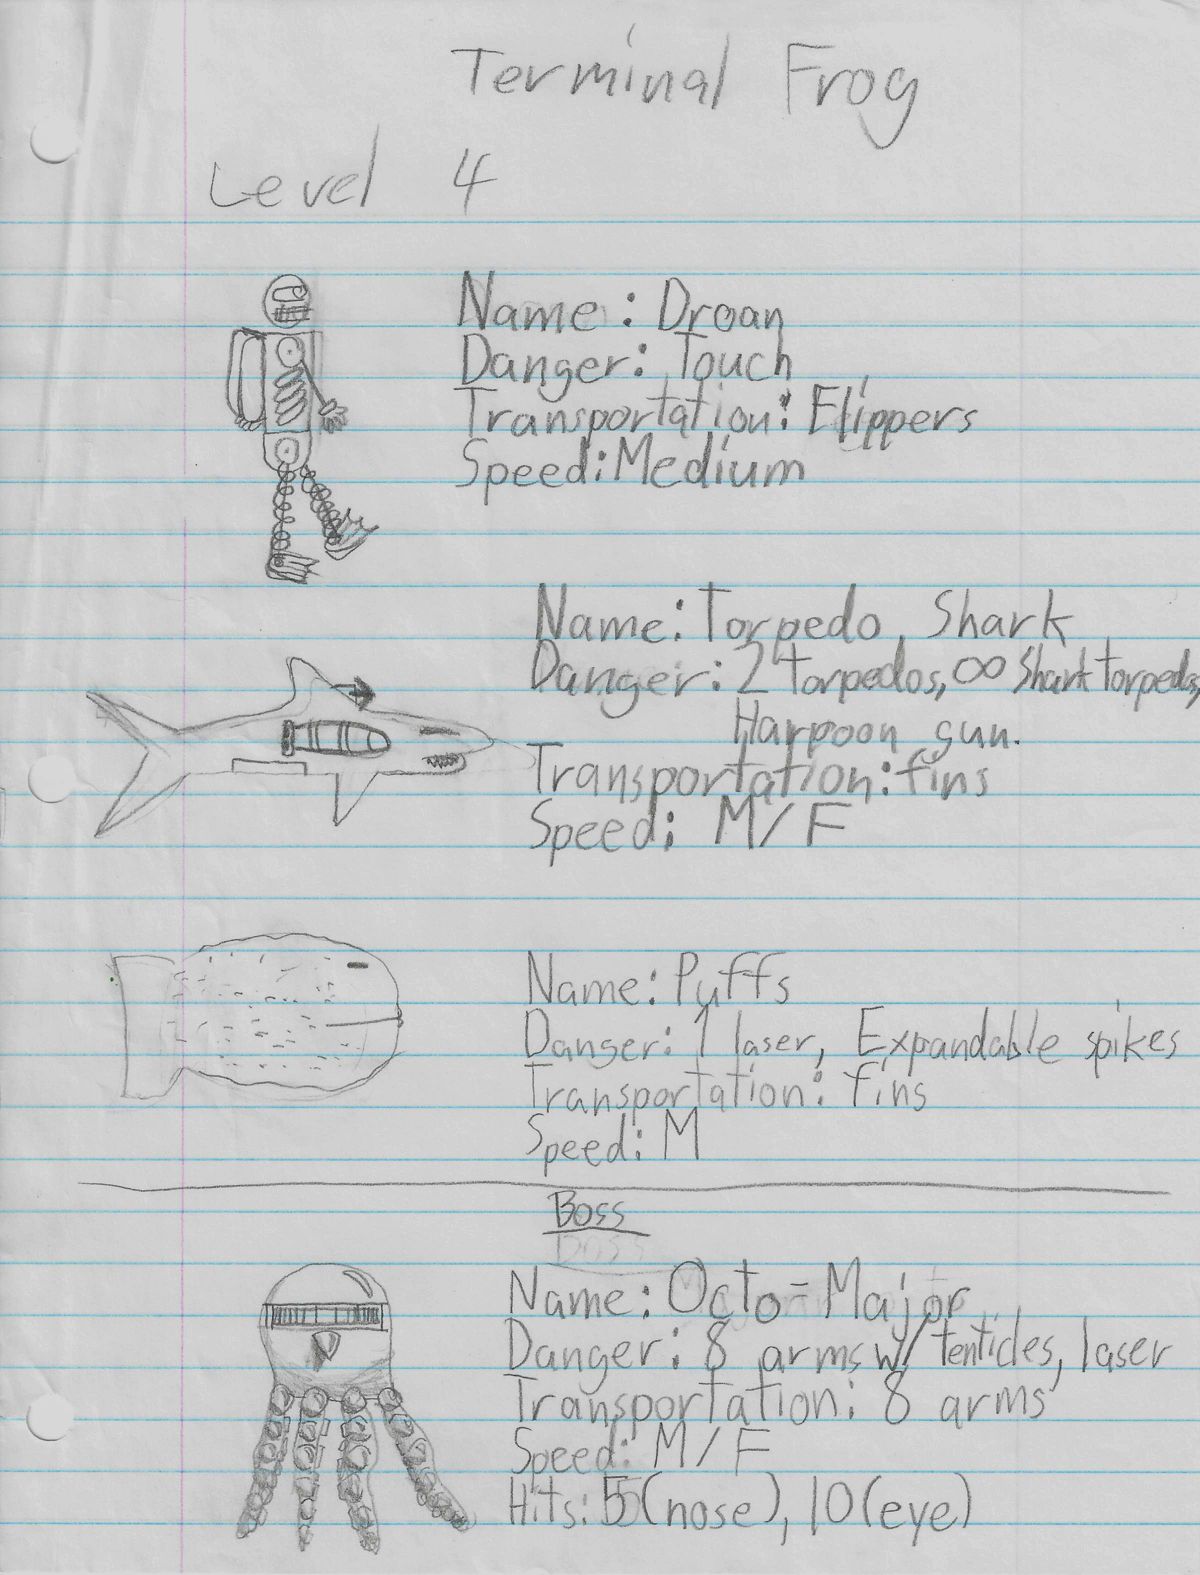 Terminal Frog
Level 4
Name: Droan
Danger: Touch
Transportation: Flippers
Speed: Medium
Name: Torpedo Shark
Danger: 2 torpedos, ∞ Shark torpedos,
Harpoon gun.
Transportation: fins
Speed: M/F
Name: Puffs
Danger: 1 laser, Expandable spikes
Transportation: fins
Speed: M
Boss
Name: Octo-Major
Danger: 8 arms w/ tenticles, laser
Transportation: 8 arms
Speed: M/F
Hits: 5(nose), 10(eye)